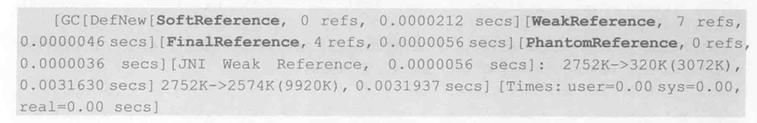 [GC[DefNew[SoftReference, 0 refs, 0.0000212 secs][WeakReference, 7 refs,
0.0000046 secs][FinalReference, 4 refs, 0.0000056 secs][PhantomReference, 0 refs,
0.0000036 secs][JNI Weak Reference, 0.0000056 secs]: 2752K->320K(3072K),
0.0031630 secs] 2752K->2574K(9920K), 0.0031937 secs] [Times: user=0.00 sys=0.00,
real=0.00 secs]